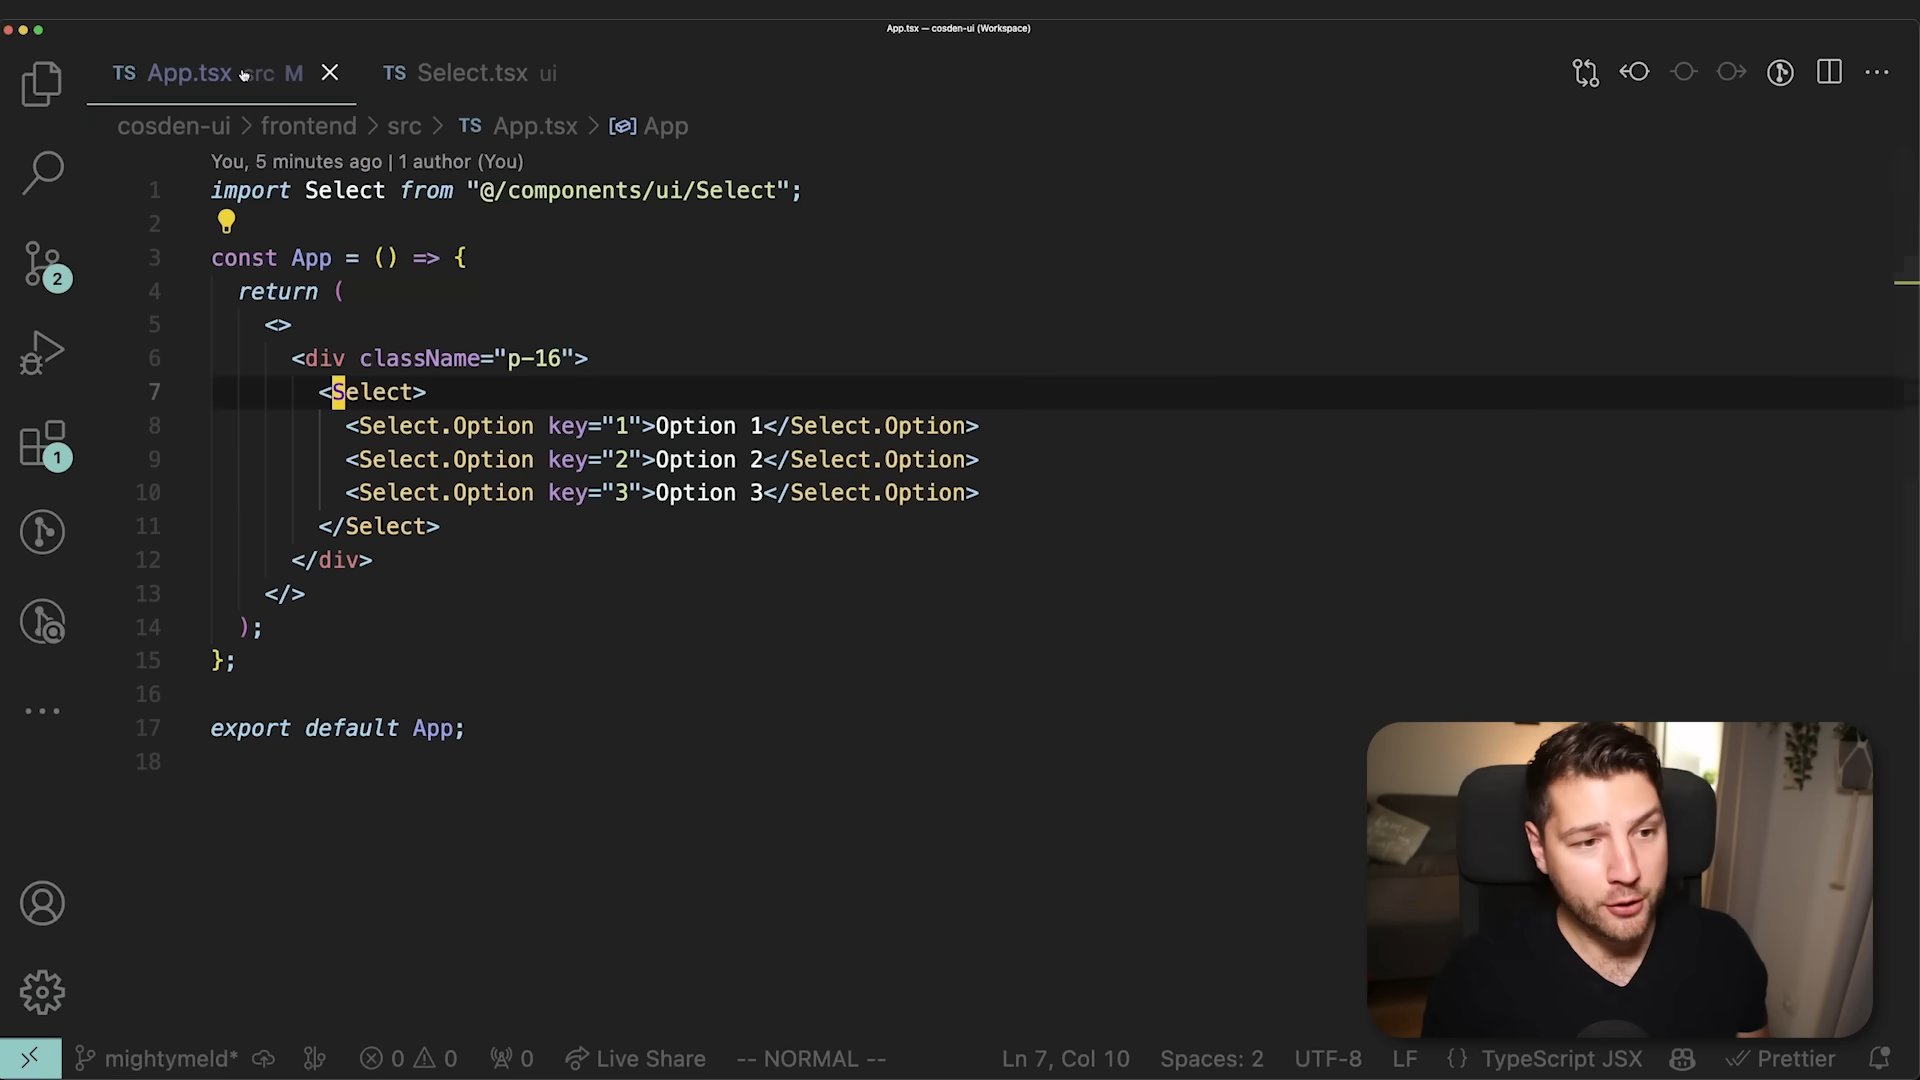 App.tsx — cosden-ui (Workspace)
TS App.tsx src M
TS Select.tsx ui
cosden-ui > frontend > src > TS App.tsx > App
You, 5 minutes ago | 1 author (You)
1 import Select from "@/components/ui/Select";
2
3 const App = () => {
4 return (
5 <>
6 <div className="p-16">
7 <Select>
8 <Select.Option key="1">Option 1</Select.Option>
9 <Select.Option key="2">Option 2</Select.Option>
10 <Select.Option key="3">Option 3</Select.Option>
11 </Select>
12 </div>
13 </>
14 );
15 };
16
17 export default App;
18
2
1
mightymeld* 0 0 0 Live Share -- NORMAL -- Ln 7, Col 10 Spaces: 2 UTF-8 LF {} TypeScript JSX Prettier